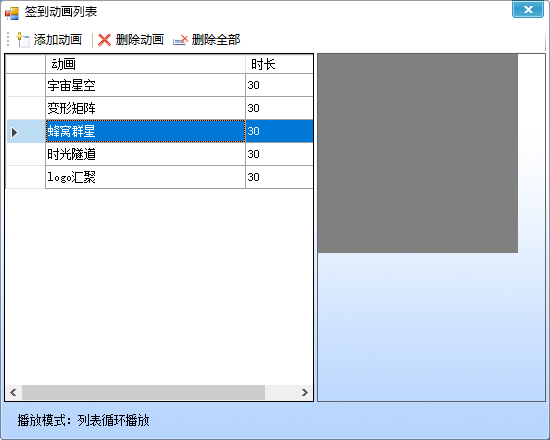 签到动画列表
添加动画 删除动画 删除全部
动画 时长
宇宙星空 30
变形矩阵 30
蜂窝群星 30
时光隧道 30
logo汇聚 30
播放模式：列表循环播放